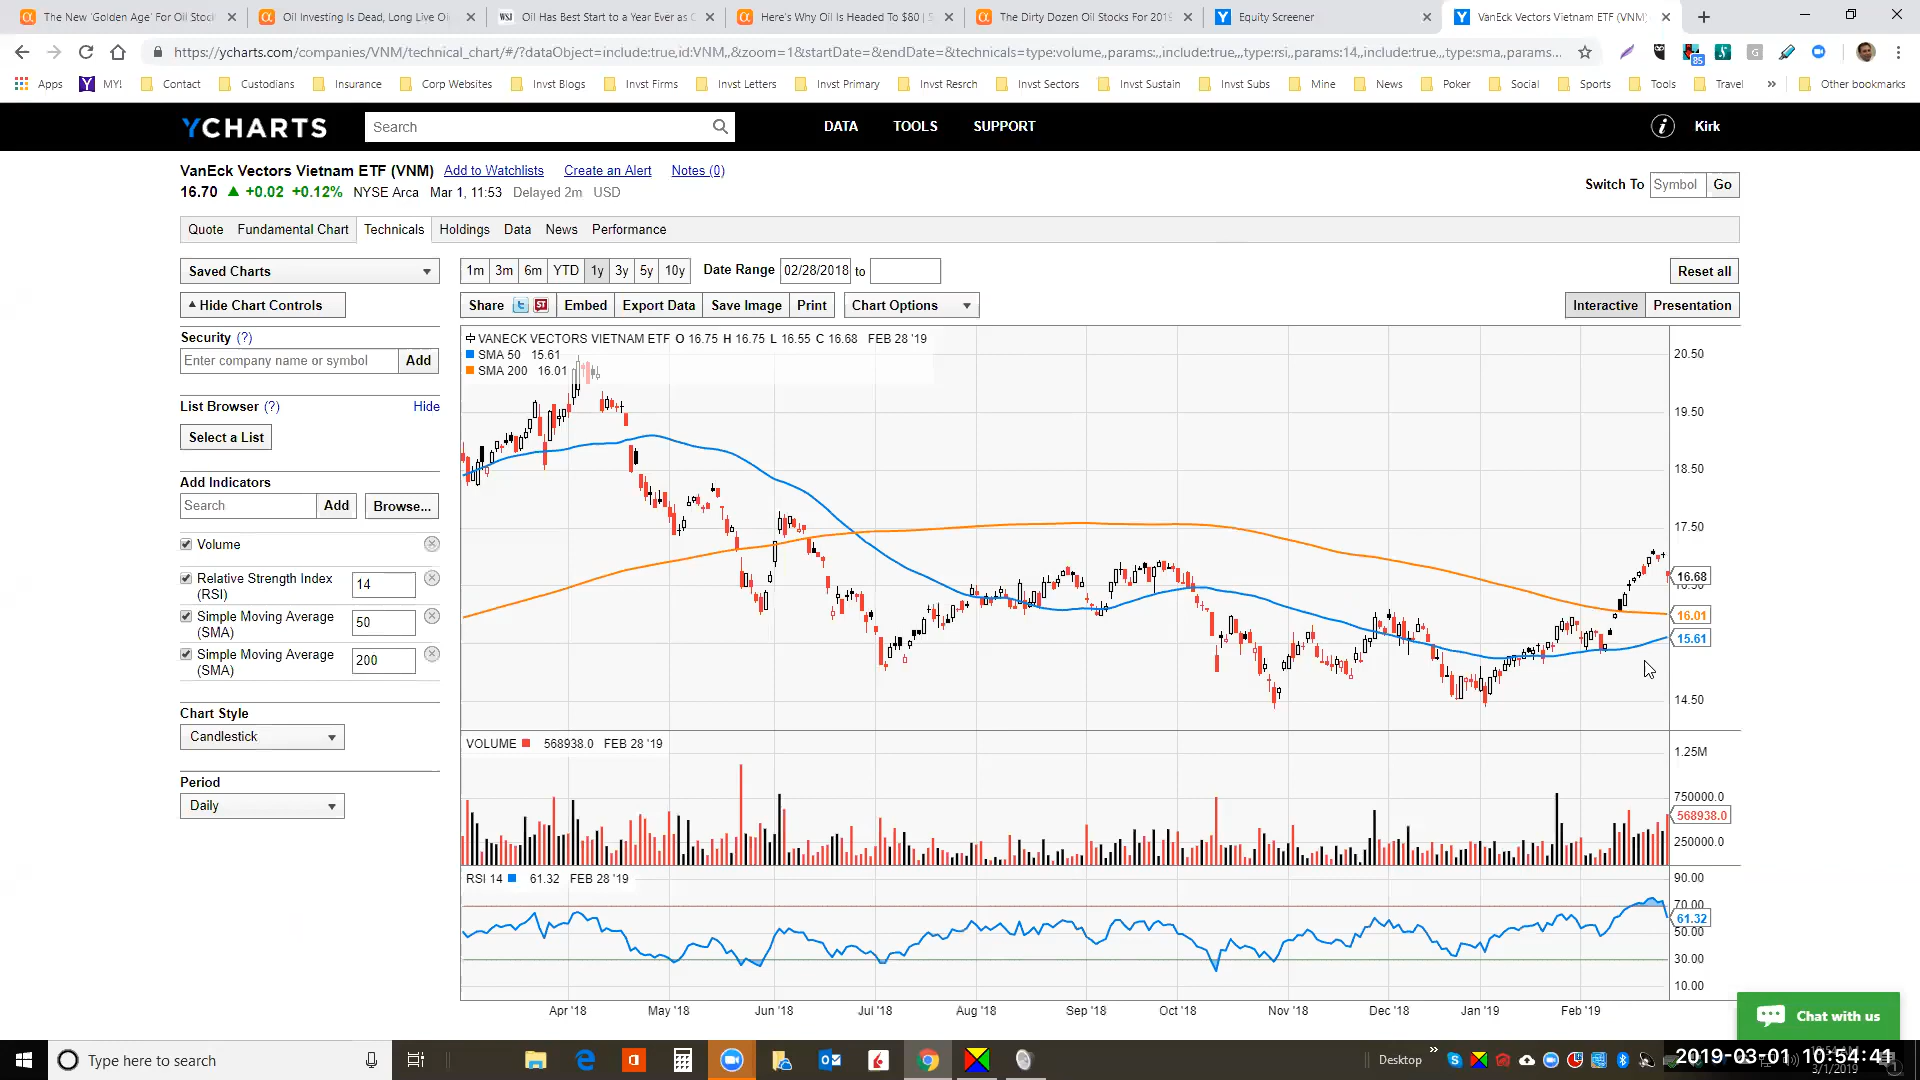 The New 'Golden Age' For Oil Stoc
Oil Investing Is Dead, Long Live Oi
Oil Has Best Start to a Year Ever as O
Here's Why Oil Is Headed To $80 | S
The Dirty Dozen Oil Stocks For 2019
Equity Screener
VanEck Vectors Vietnam ETF (VNM)
https://ycharts.com/companies/VNM/technical_chart/#/?dataObject=include:true,id:VNM,,&zoom=1&startDate=&endDate=&technicals=type:volume,,params:,,include:true,,,type:rsi,,params:14,,include:true,,,type:sma,,params...
Apps MY! Contact Custodians Insurance Corp Websites Invst Blogs Invst Firms Invst Letters Invst Primary Invst Resrch Invst Sectors Invst Sustain Invst Subs Mine News Poker Social Sports Tools Travel » Other bookmarks
YCHARTS
Search
DATA TOOLS SUPPORT
Kirk
VanEck Vectors Vietnam ETF (VNM) Add to Watchlists Create an Alert Notes (0)
16.70 +0.02 +0.12% NYSE Arca Mar 1, 11:53 Delayed 2m USD
Switch To Symbol Go
Quote Fundamental Chart Technicals Holdings Data News Performance
Saved Charts
1m 3m 6m YTD 1y 3y 5y 10y Date Range 02/28/2018 to
Reset all
Hide Chart Controls
Share Embed Export Data Save Image Print Chart Options
Interactive Presentation
Security (?)
Enter company name or symbol Add
List Browser (?) Hide
Select a List
Add Indicators
Search Add Browse...
Volume
Relative Strength Index (RSI) 14
Simple Moving Average (SMA) 50
Simple Moving Average (SMA) 200
Chart Style
Candlestick
Period
Daily
VANECK VECTORS VIETNAM ETF O 16.75 H 16.75 L 16.55 C 16.68 FEB 28 '19
SMA 50 15.61
SMA 200 16.01
20.50
19.50
18.50
17.50
16.50
16.68
16.01
15.61
14.50
VOLUME 568938.0 FEB 28 '19
1.25M
750000.0
568938.0
250000.0
RSI 14 61.32 FEB 28 '19
90.00
70.00
61.32
50.00
30.00
10.00
Apr '18 May '18 Jun '18 Jul '18 Aug '18 Sep '18 Oct '18 Nov '18 Dec '18 Jan '19 Feb '19
Chat with us
Type here to search
Desktop
2019-03-01 10:54:41
3/1/2019